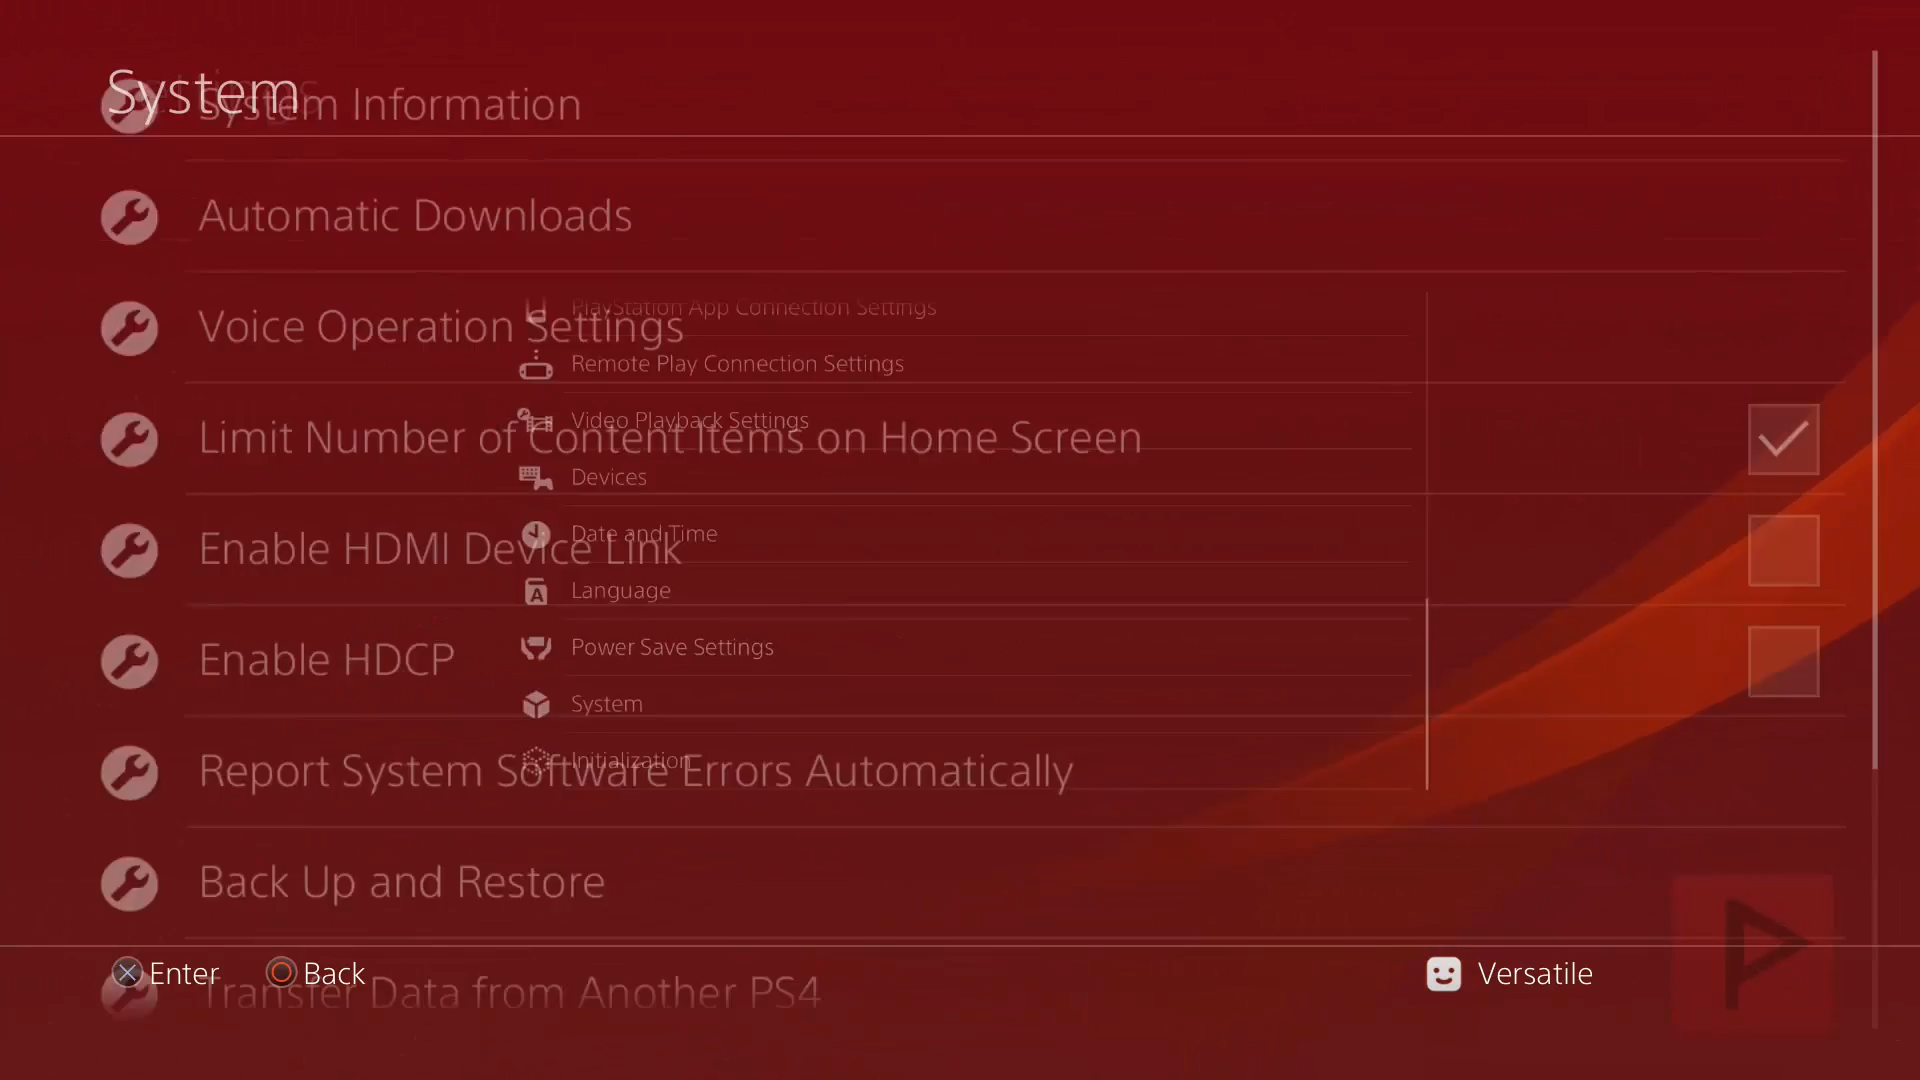 System
System Information
Automatic Downloads
Voice Operation Settings
Limit Number of Content Items on Home Screen
Enable HDMI Device Link
Enable HDCP
Report System Software Errors Automatically
Back Up and Restore
Transfer Data from Another PS4
PlayStation App Connection Settings
Remote Play Connection Settings
Video Playback Settings
Devices
Date and Time
Language
Power Save Settings
System
Initialization
Enter
Back
Versatile